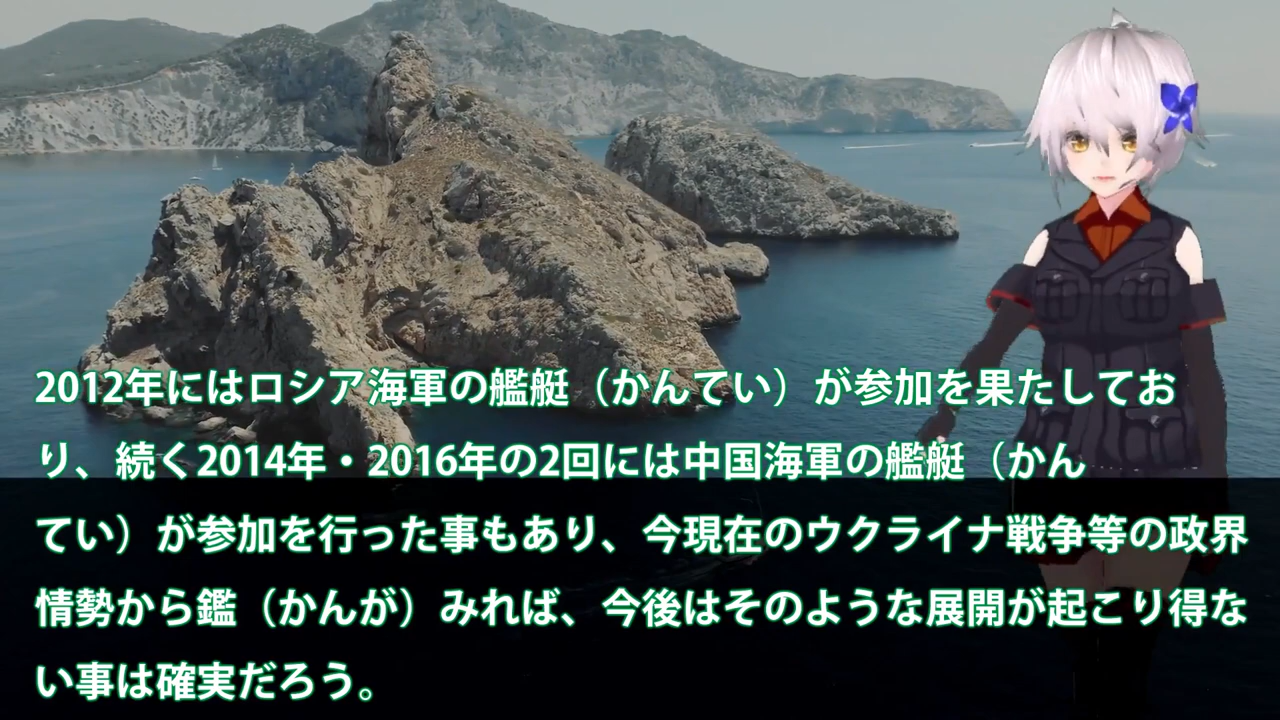 2012年にはロシア海軍の艦艇（かんてい）が参加を果たしてお
り、続く2014年・2016年の2回には中国海軍の艦艇（かん
てい）が参加を行った事もあり、今現在のウクライナ戦争等の政界
情勢から鑑（かんが）みれば、今後はそのような展開が起こり得な
い事は確実だろう。